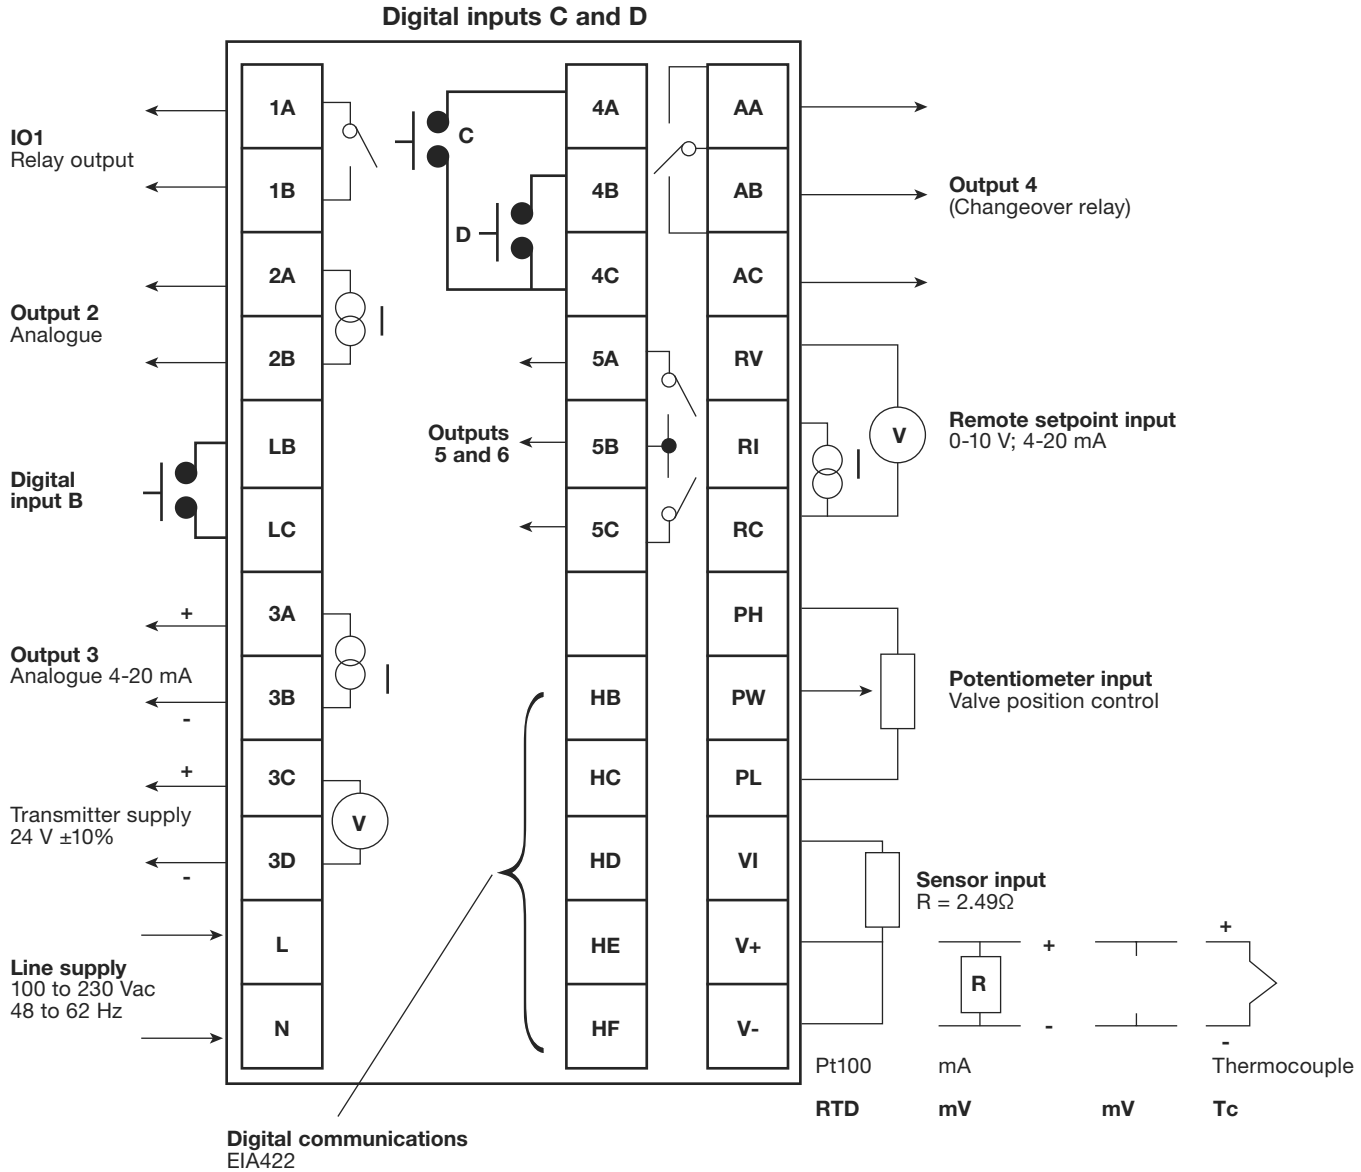 Digital inputs C and D
IO1
Relay output
Output 2
Analogue
Digital
input B
+
Output 3
Analogue 4-20 mA
-
+
Transmitter supply
24 V ±10%
-
Line supply
100 to 230 Vac
48 to 62 Hz
1A
1B
2A
2B
LB
LC
3A
3B
3C
3D
L
N
I
I
V
C
D
Outputs
5 and 6
4A
4B
4C
5A
5B
5C
HB
HC
HD
HE
HF
AA
AB
AC
RV
RI
RC
PH
PW
PL
VI
V+
V-
Output 4
(Changeover relay)
V
I
Remote setpoint input
0-10 V; 4-20 mA
Potentiometer input
Valve position control
Sensor input
R = 2.49Ω
R
+
-
+
-
Pt100
mA
Thermocouple
RTD
mV
mV
Tc
Digital communications
EIA422